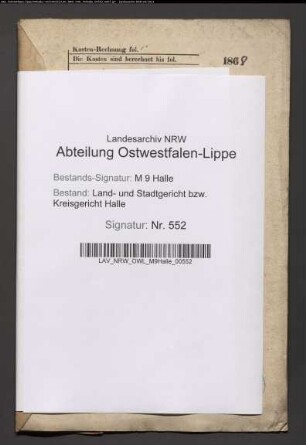 Kosten-Rechnung fol.
Die Kosten sind berechnet bis fol.
1868
Landesarchiv NRW
Abteilung Ostwestfalen-Lippe
Bestands-Signatur: M 9 Halle
Bestand: Land- und Stadtgericht bzw.
Kreisgericht Halle
Signatur: Nr. 552
LAV_NRW_OWL_M9Halle_00552